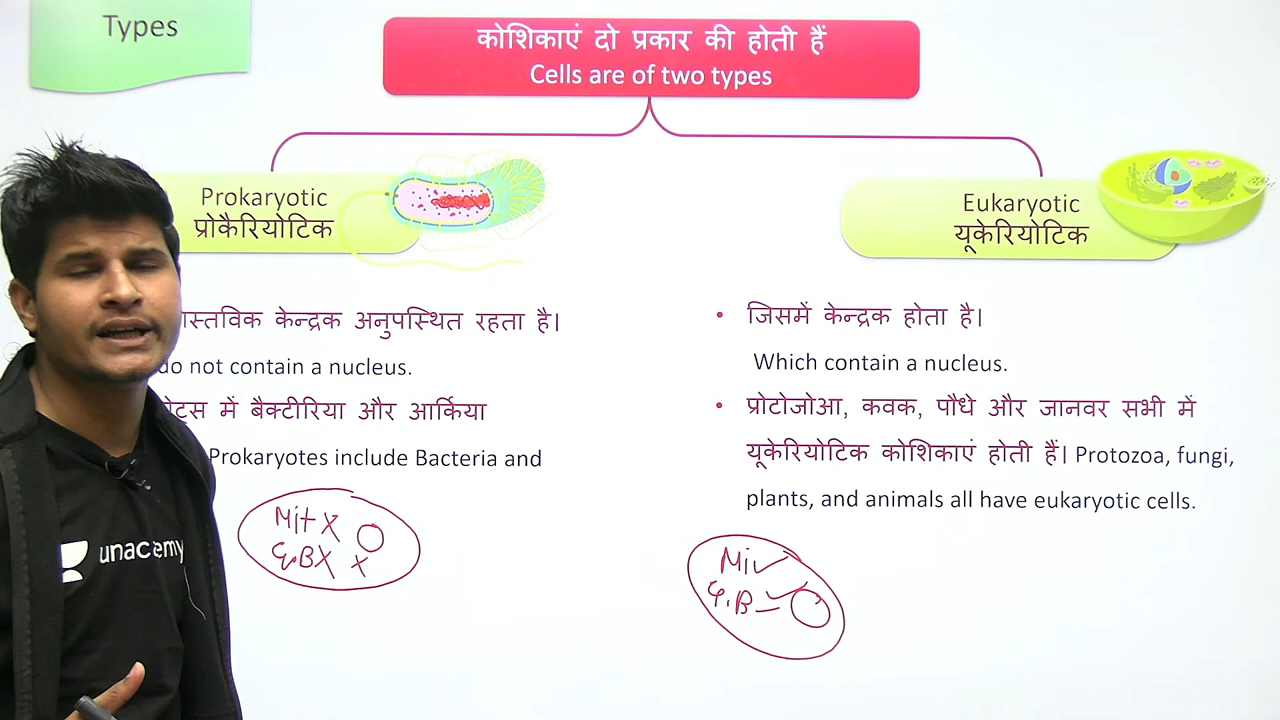 Types
कोशिकाएं दो प्रकार की होती हैं
Cells are of two types
Prokaryotic
प्रोकैरियोटिक
Eukaryotic
यूकेरियोटिक
केन्द्रक अनुपस्थित रहता है।
do not contain a nucleus.
में बैक्टीरिया और आर्किया
Prokaryotes include Bacteria and
• जिसमें केन्द्रक होता है।
Which contain a nucleus.
• प्रोटोजोआ, कवक, पौधे और जानवर सभी में
यूकेरियोटिक कोशिकाएं होती हैं। Protozoa, fungi,
plants, and animals all have eukaryotic cells.
Mit X
G.B X X
Mi ✓
G.B
unacademy